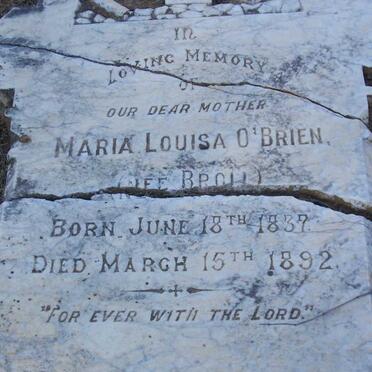 IN
LOVING MEMORY
OF
OUR DEAR MOTHER
MARIA LOUISA O'BRIEN,
(NEE
BORN JUNE 18TH 1837.
DIED MARCH 15TH 1892.
"FOR EVER WITH THE LORD."